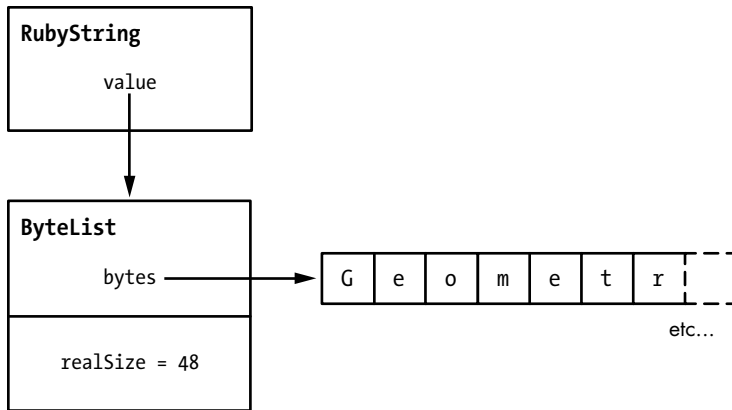 RubyString
value
ByteList
bytes
G e o m e t r
etc...
realSize = 48